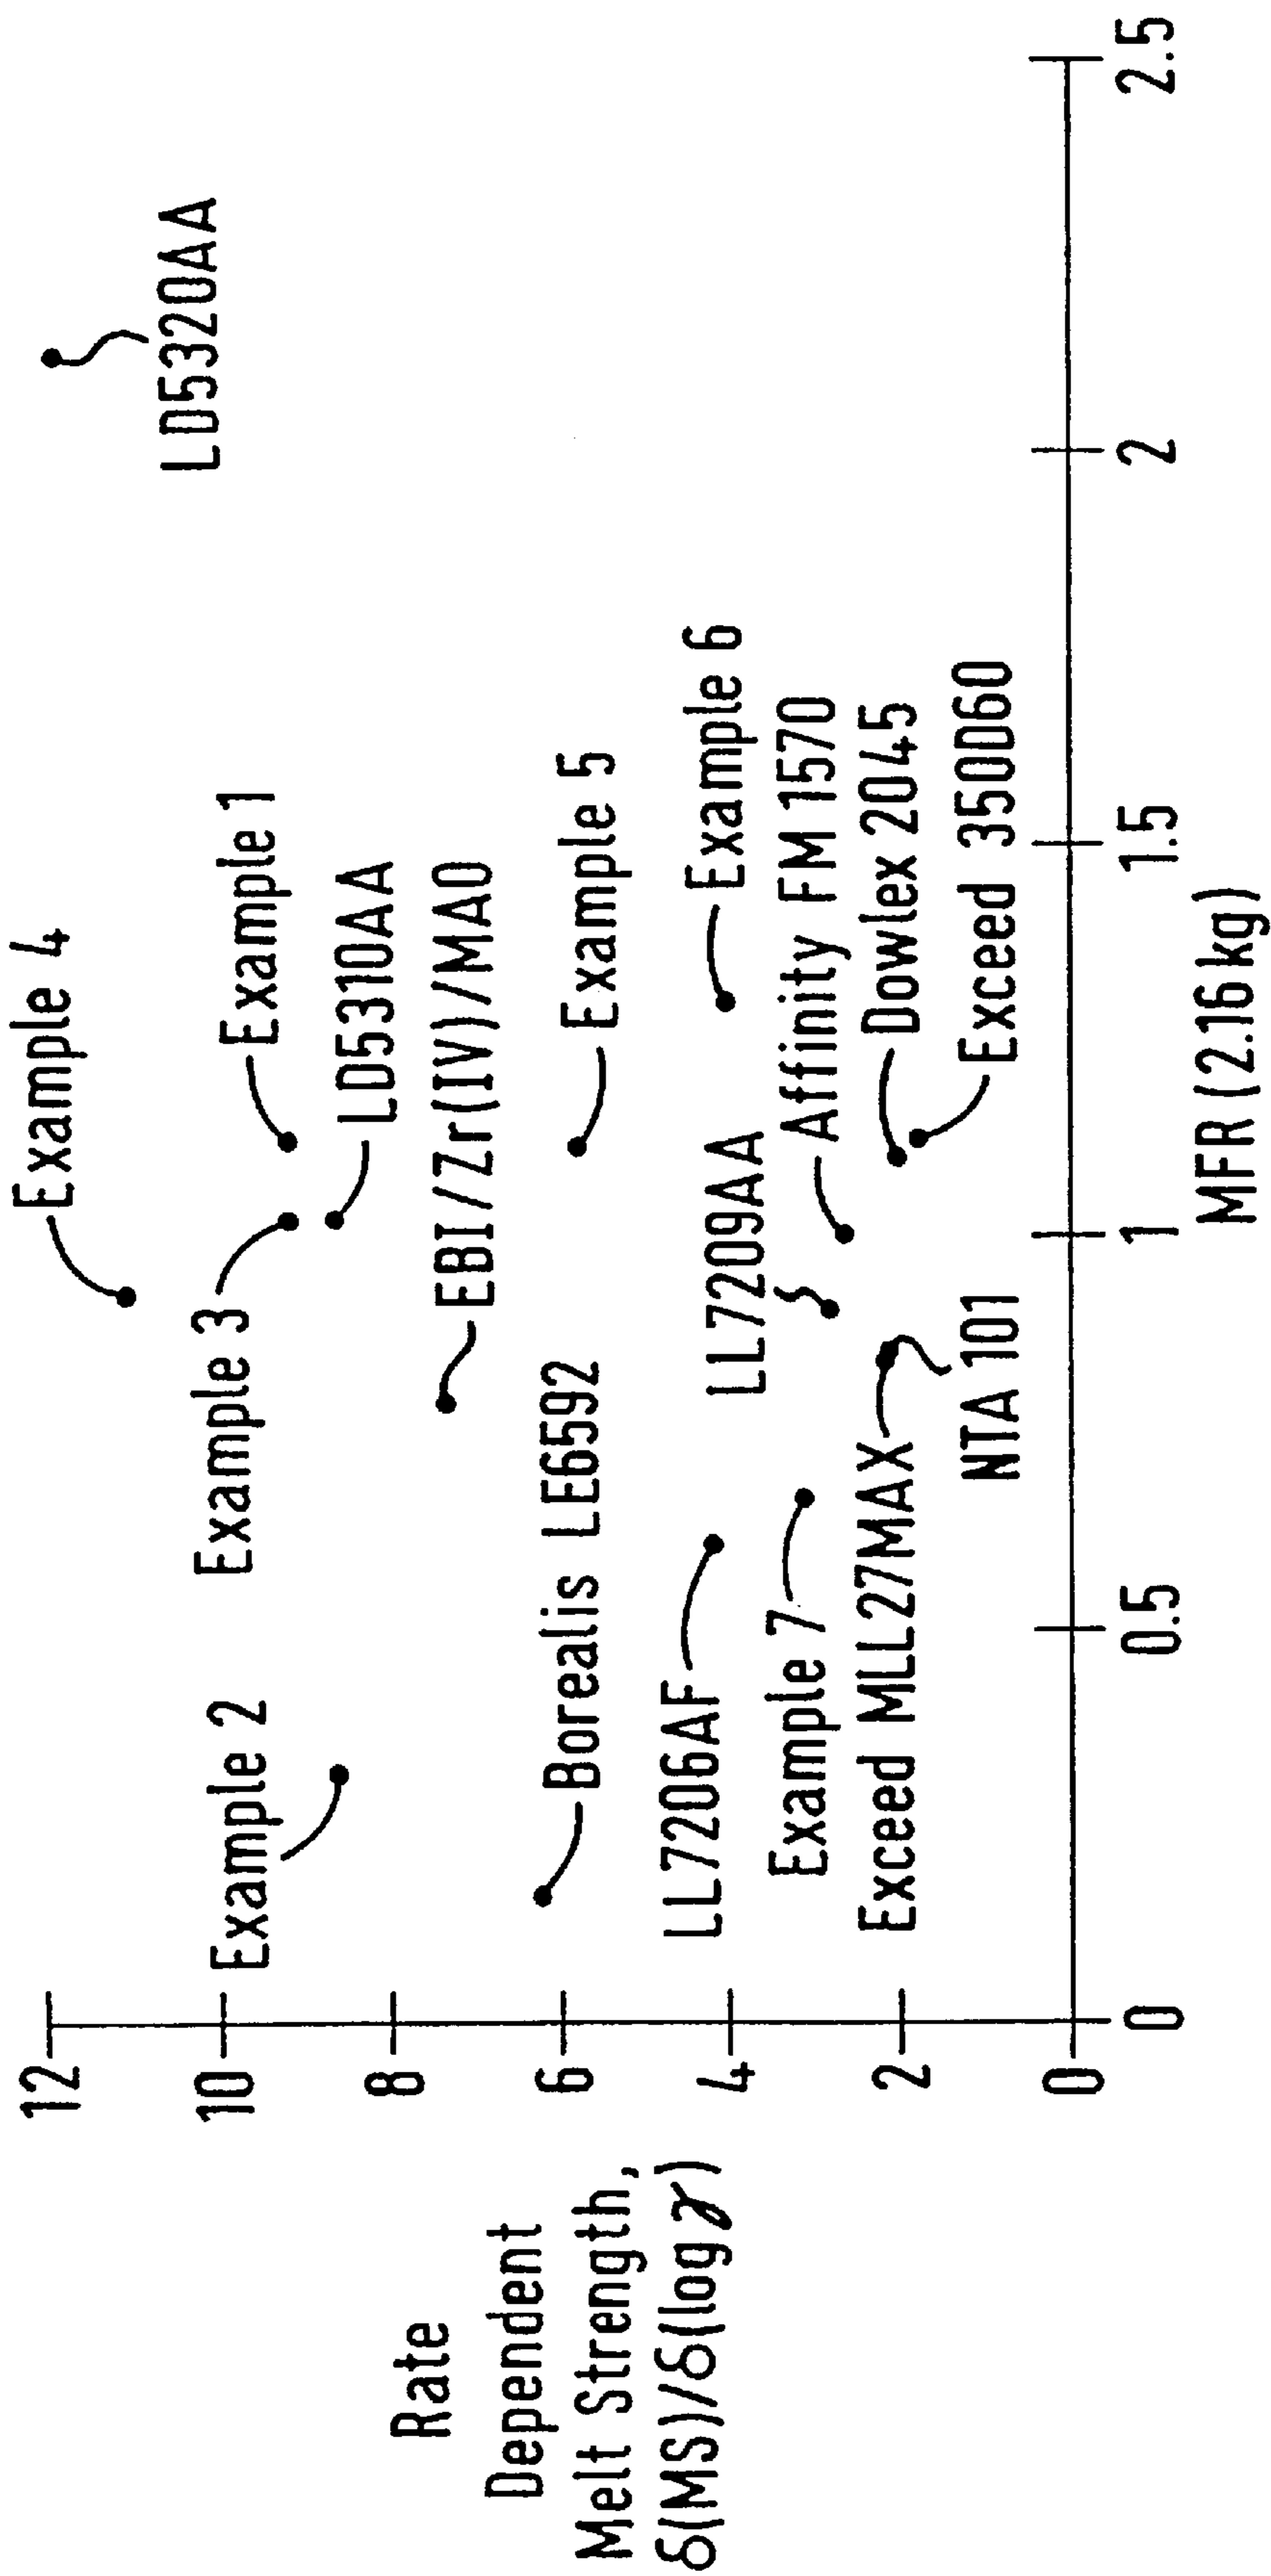 Rate
Dependent
Melt Strength,
δ(MS)/δ(log γ)
12
10
8
6
4
2
0
Example 4
LD5320AA
Example 2
Example 3
Example 1
LD5310AA
EBI/Zr(IV)/MAO
Borealis LE6592
Example 5
LL7206AF
LL7209AA
Example 6
Example 7
Affinity FM 1570
Exceed MLL27MAX
Dowlex 2045
NTA 101
Exceed 350D60
0
0.5
1
1.5
2
2.5
MFR (2.16 kg)